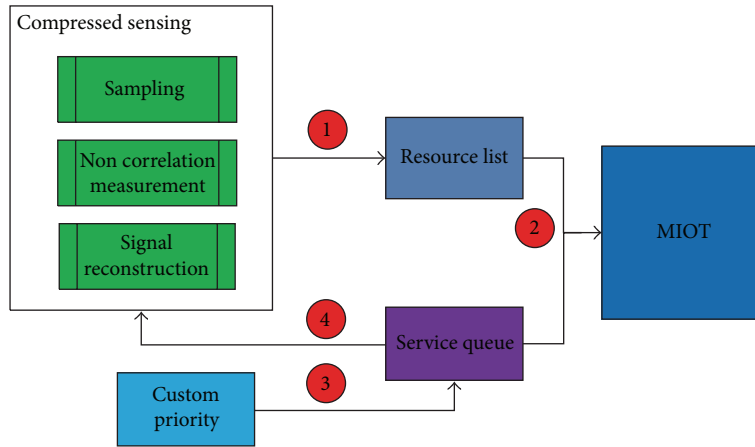 Compressed sensing
Sampling
Non correlation
measurement
Signal
reconstruction
1
Resource list
2
MIOT
4
Service queue
3
Custom
priority